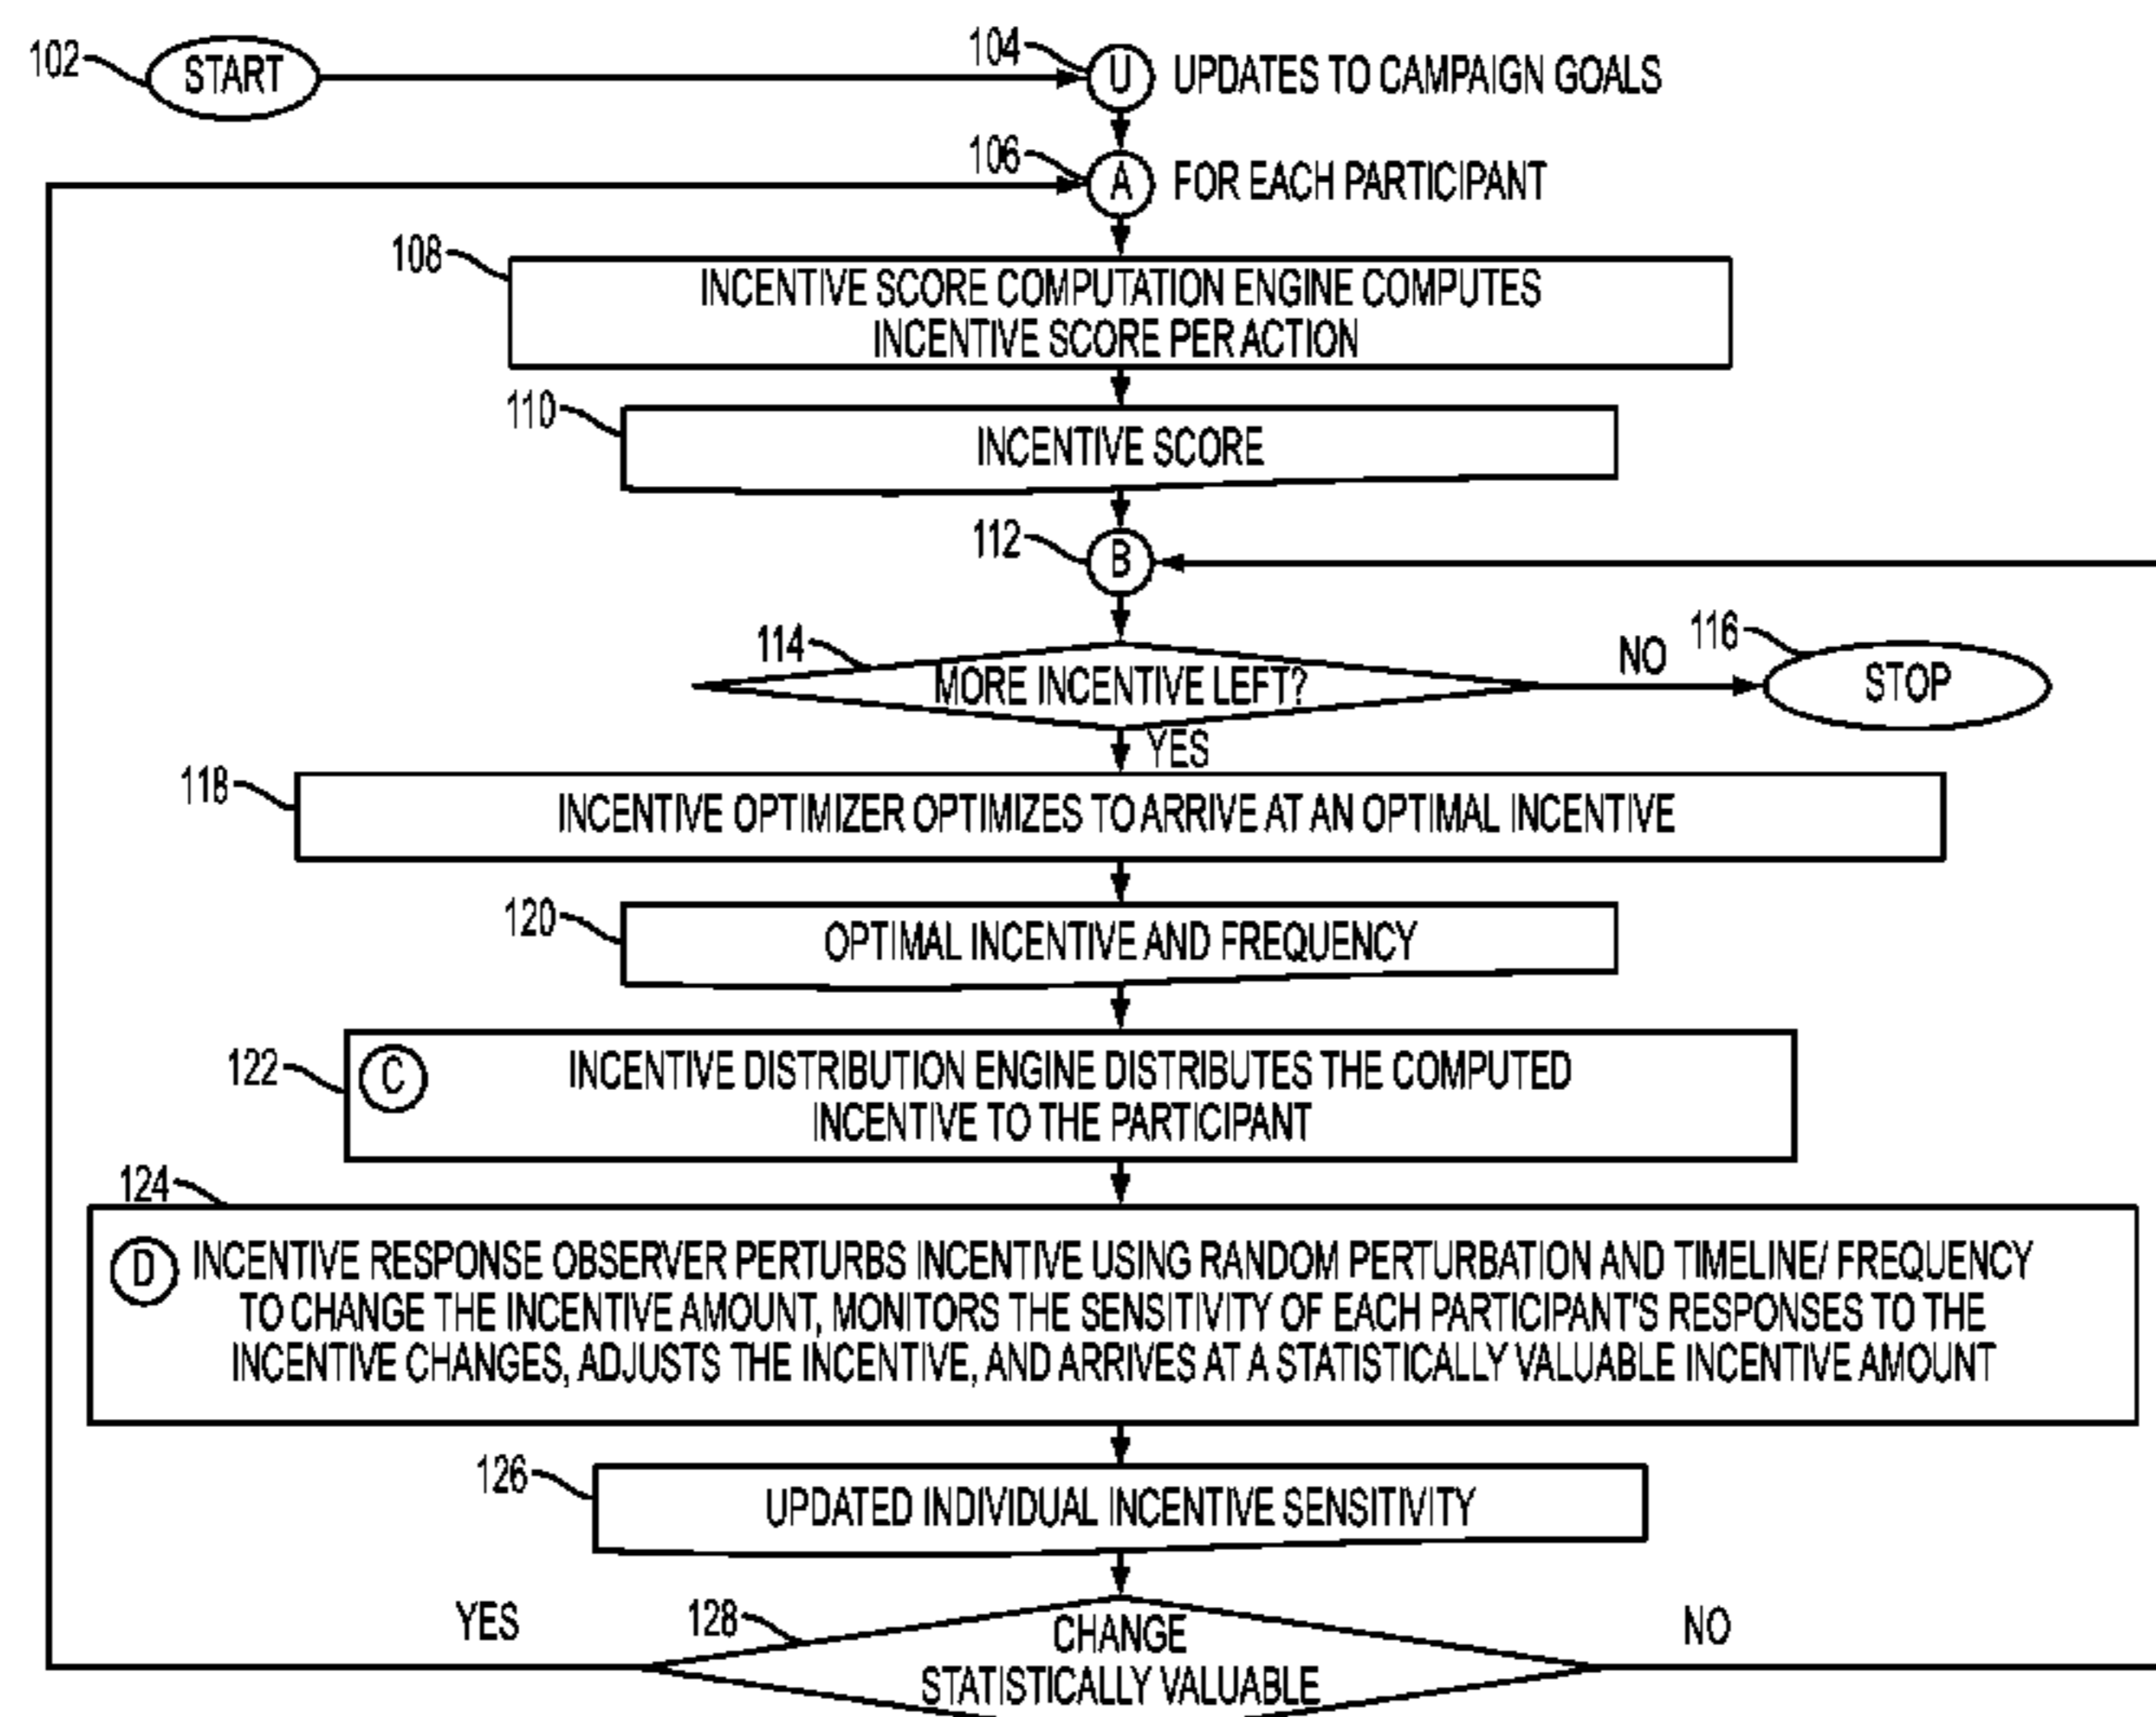 102
START
104
U
UPDATES TO CAMPAIGN GOALS
106
A
FOR EACH PARTICIPANT
108
INCENTIVE SCORE COMPUTATION ENGINE COMPUTES
INCENTIVE SCORE PER ACTION
110
INCENTIVE SCORE
112
B
114
MORE INCENTIVE LEFT?
NO
116
STOP
YES
118
INCENTIVE OPTIMIZER OPTIMIZES TO ARRIVE AT AN OPTIMAL INCENTIVE
120
OPTIMAL INCENTIVE AND FREQUENCY
122
C
INCENTIVE DISTRIBUTION ENGINE DISTRIBUTES THE COMPUTED
INCENTIVE TO THE PARTICIPANT
124
D
INCENTIVE RESPONSE OBSERVER PERTURBS INCENTIVE USING RANDOM PERTURBATION AND TIMELINE/ FREQUENCY
TO CHANGE THE INCENTIVE AMOUNT, MONITORS THE SENSITIVITY OF EACH PARTICIPANT'S RESPONSES TO THE
INCENTIVE CHANGES, ADJUSTS THE INCENTIVE, AND ARRIVES AT A STATISTICALLY VALUABLE INCENTIVE AMOUNT
126
UPDATED INDIVIDUAL INCENTIVE SENSITIVITY
YES
128
CHANGE
STATISTICALLY VALUABLE
NO